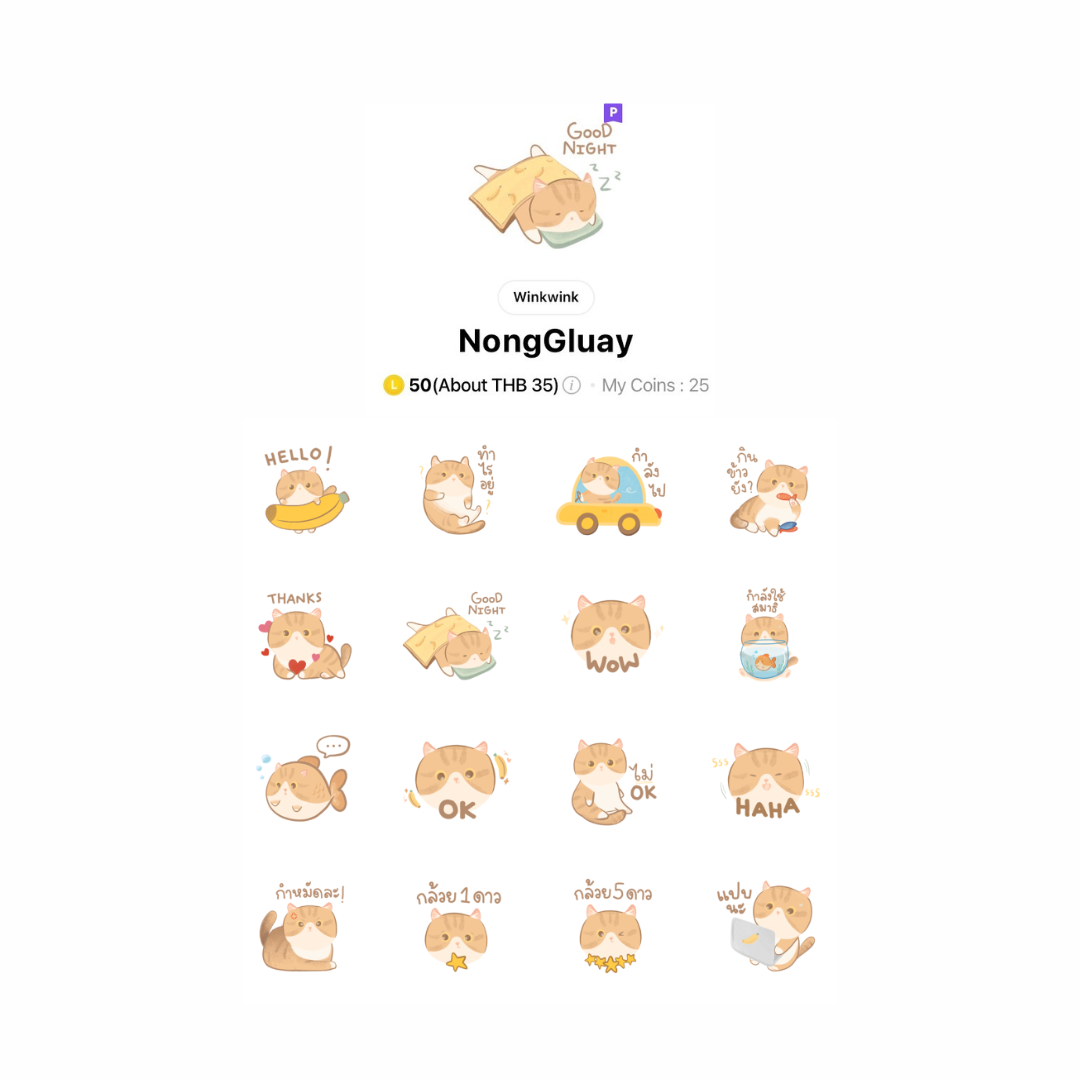 P
GOOD
NIGHT
z Z z
Winkwink
NongGluay
L 50(About THB 35) i • My Coins : 25
HELLO!
ทำ
ไร
อยู่
กำ
ลัง
ไป
กิน
ข้าว
ยัง?
THANKS
GOOD
NIGHT
z Z z
WOW
กำลังใช้
สมาธิ
...
OK
ไม่
OK
555
HAHA
555
กำหมัดละ!
กล้วย 1 ดาว
กล้วย 5 ดาว
แปบ
นะ